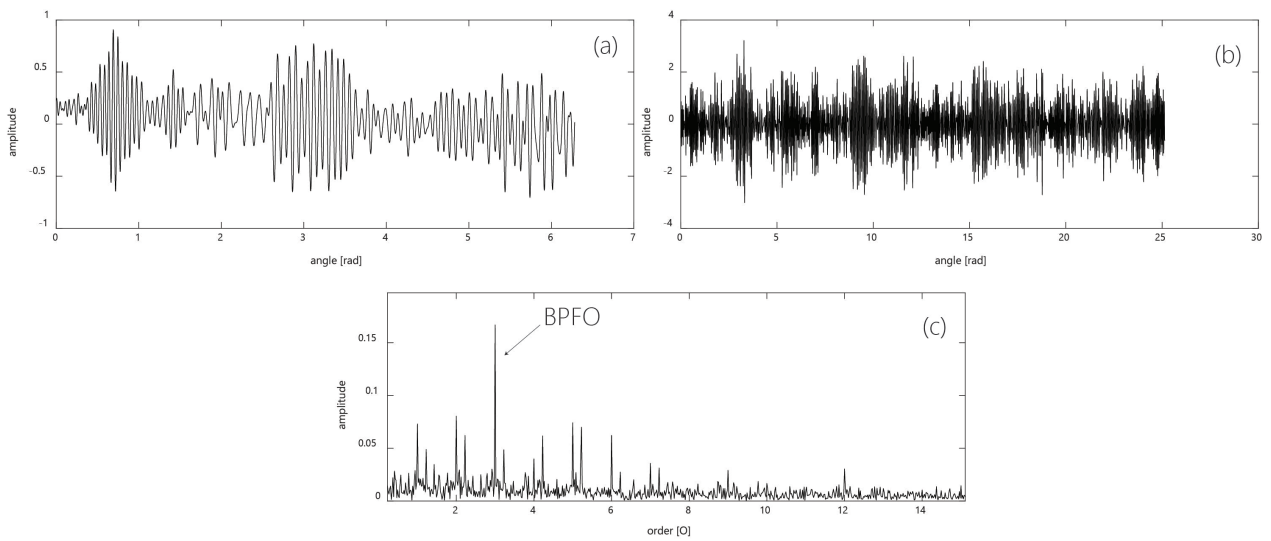 1
0.5
0
-0.5
-1
amplitude
(a)
0 1 2 3 4 5 6 7
angle [rad]
4
2
0
-2
-4
amplitude
(b)
0 5 10 15 20 25 30
angle [rad]
BPFO
(c)
0.15
0.1
0.05
0
amplitude
2 4 6 8 10 12 14
order [O]